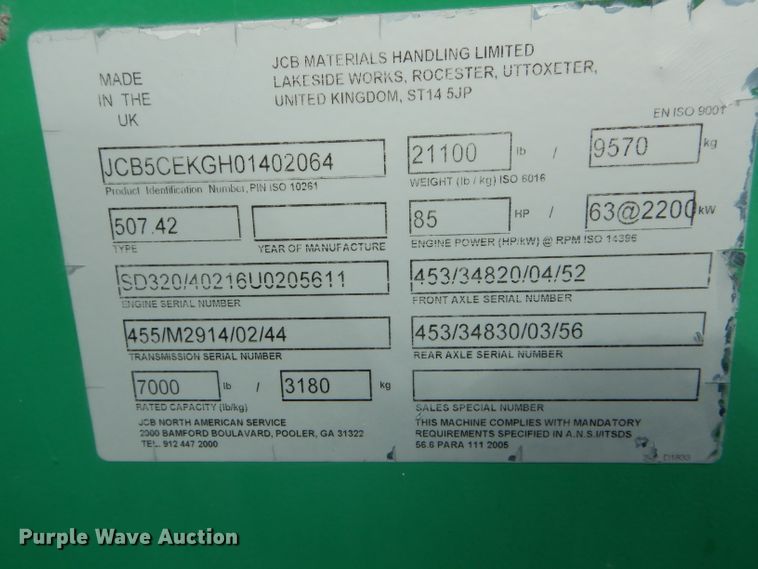 MADE
IN THE
UK
JCB MATERIALS HANDLING LIMITED
LAKESIDE WORKS, ROCESTER, UTTOXETER,
UNITED KINGDOM, ST14 5JP
EN ISO 9001
JCB5CEKGH01402064
Product Identification Number, PIN ISO 10261
21100 lb / 9570 kg
WEIGHT (lb / kg) ISO 6016
507.42
TYPE
YEAR OF MANUFACTURE
85 HP / 63@2200 kW
ENGINE POWER (HP/kW) @ RPM ISO 14396
SD320/40216U0205611
ENGINE SERIAL NUMBER
453/34820/04/52
FRONT AXLE SERIAL NUMBER
455/M2914/02/44
TRANSMISSION SERIAL NUMBER
453/34830/03/56
REAR AXLE SERIAL NUMBER
7000 lb / 3180 kg
RATED CAPACITY (lb/kg)
SALES SPECIAL NUMBER
JCB NORTH AMERICAN SERVICE
2000 BAMFORD BOULAVARD, POOLER, GA 31322
TEL. 912 447 2000
THIS MACHINE COMPLIES WITH MANDATORY
REQUIREMENTS SPECIFIED IN A.N.S.I/ITSDS
56.6 PARA 111 2005
Purple Wave Auction